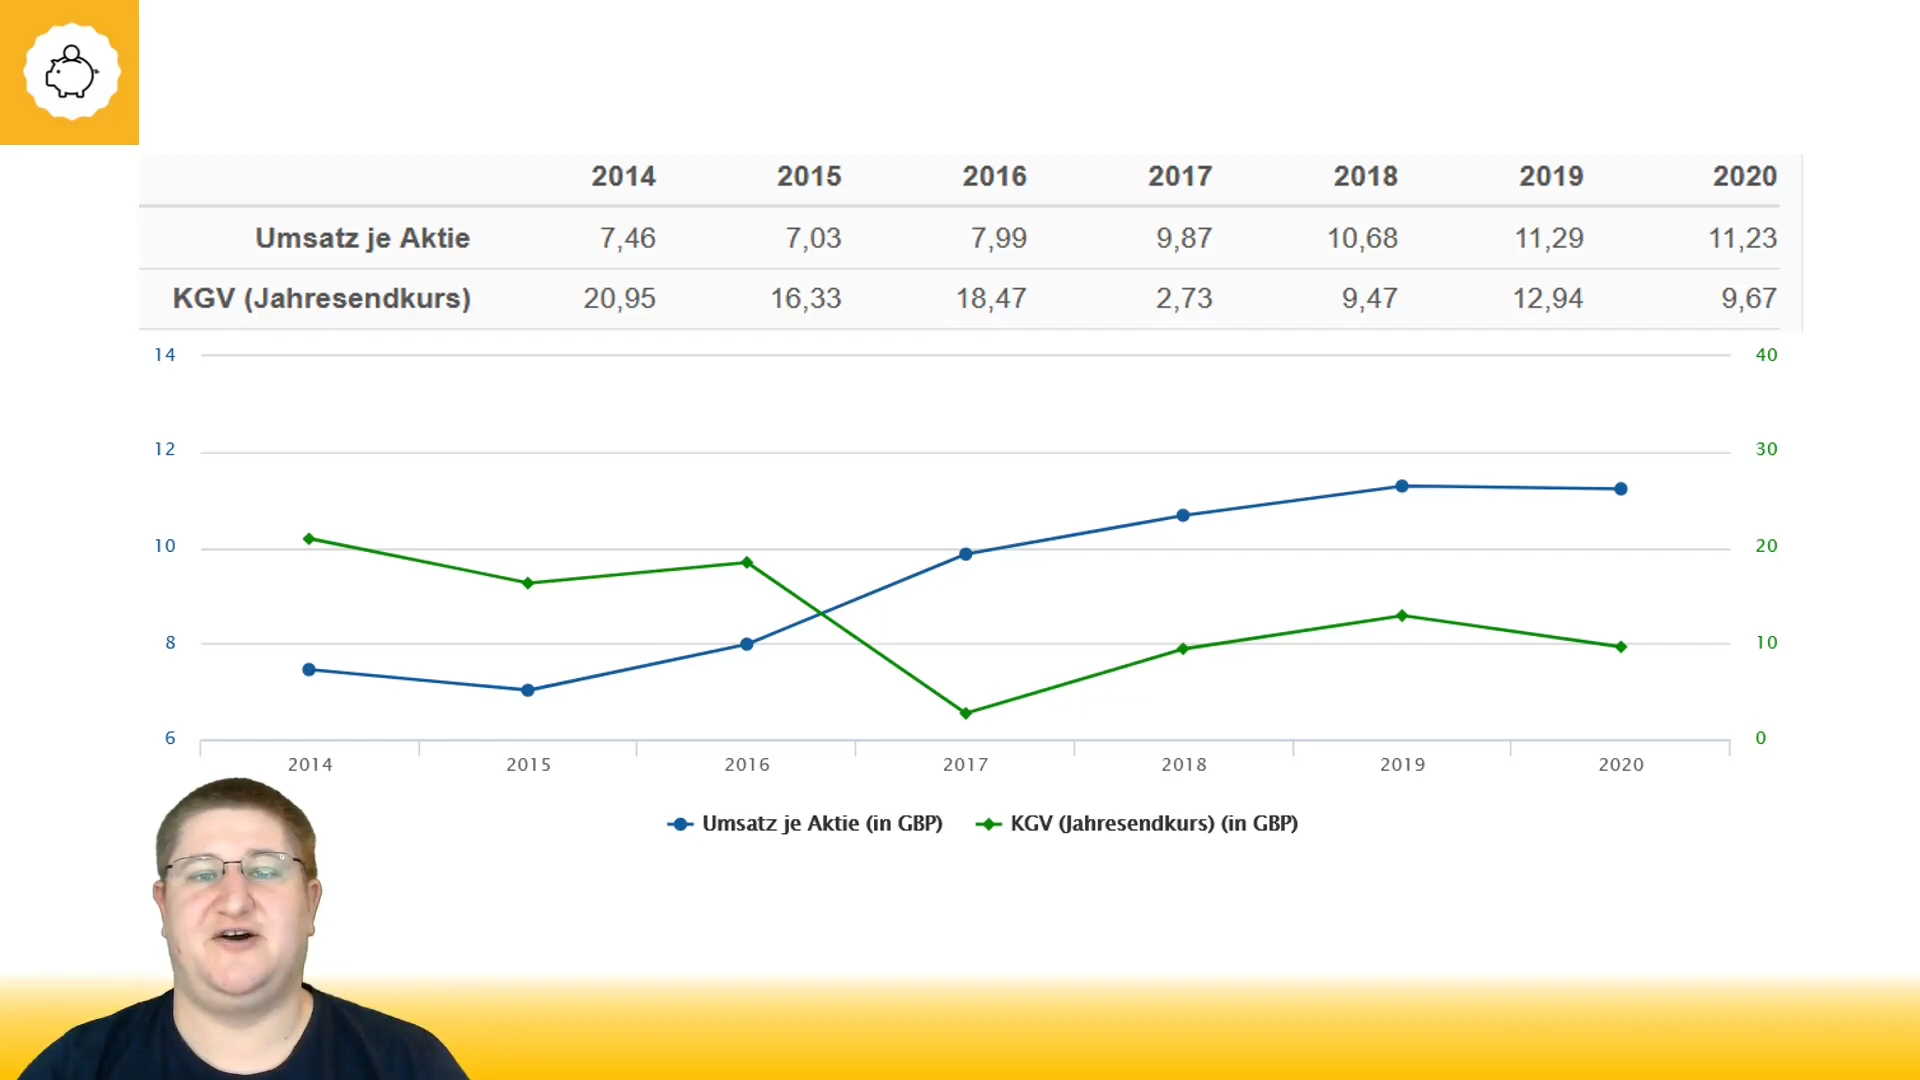 2014 2015 2016 2017 2018 2019 2020
Umsatz je Aktie 7,46 7,03 7,99 9,87 10,68 11,29 11,23
KGV (Jahresendkurs) 20,95 16,33 18,47 2,73 9,47 12,94 9,67
14 40
12 30
10 20
8 10
6 0
2014 2015 2016 2017 2018 2019 2020
Umsatz je Aktie (in GBP) KGV (Jahresendkurs) (in GBP)